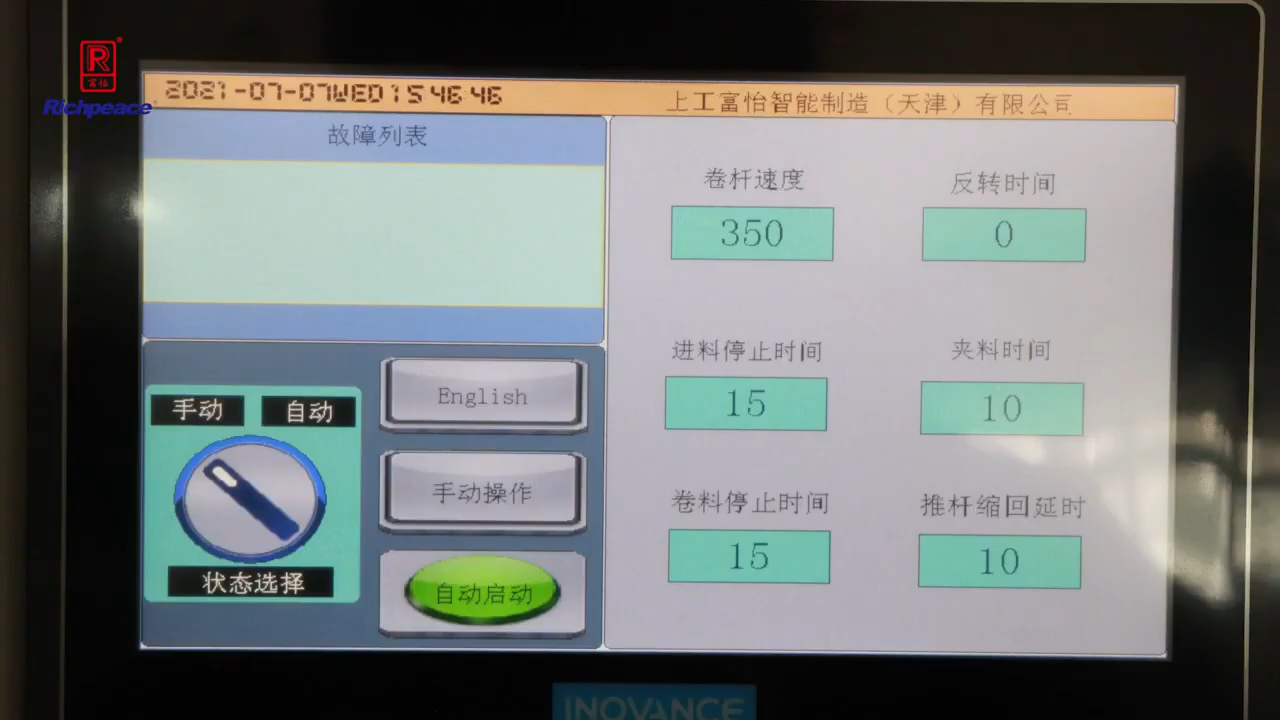 R
富怡
Richpeace
2021-07-07WED15 46 46
上工富怡智能制造（天津）有限公司
故障列表
手动
自动
状态选择
English
手动操作
自动启动
卷杆速度
350
反转时间
0
进料停止时间
15
夹料时间
10
卷料停止时间
15
推杆缩回延时
10
INOVANCE